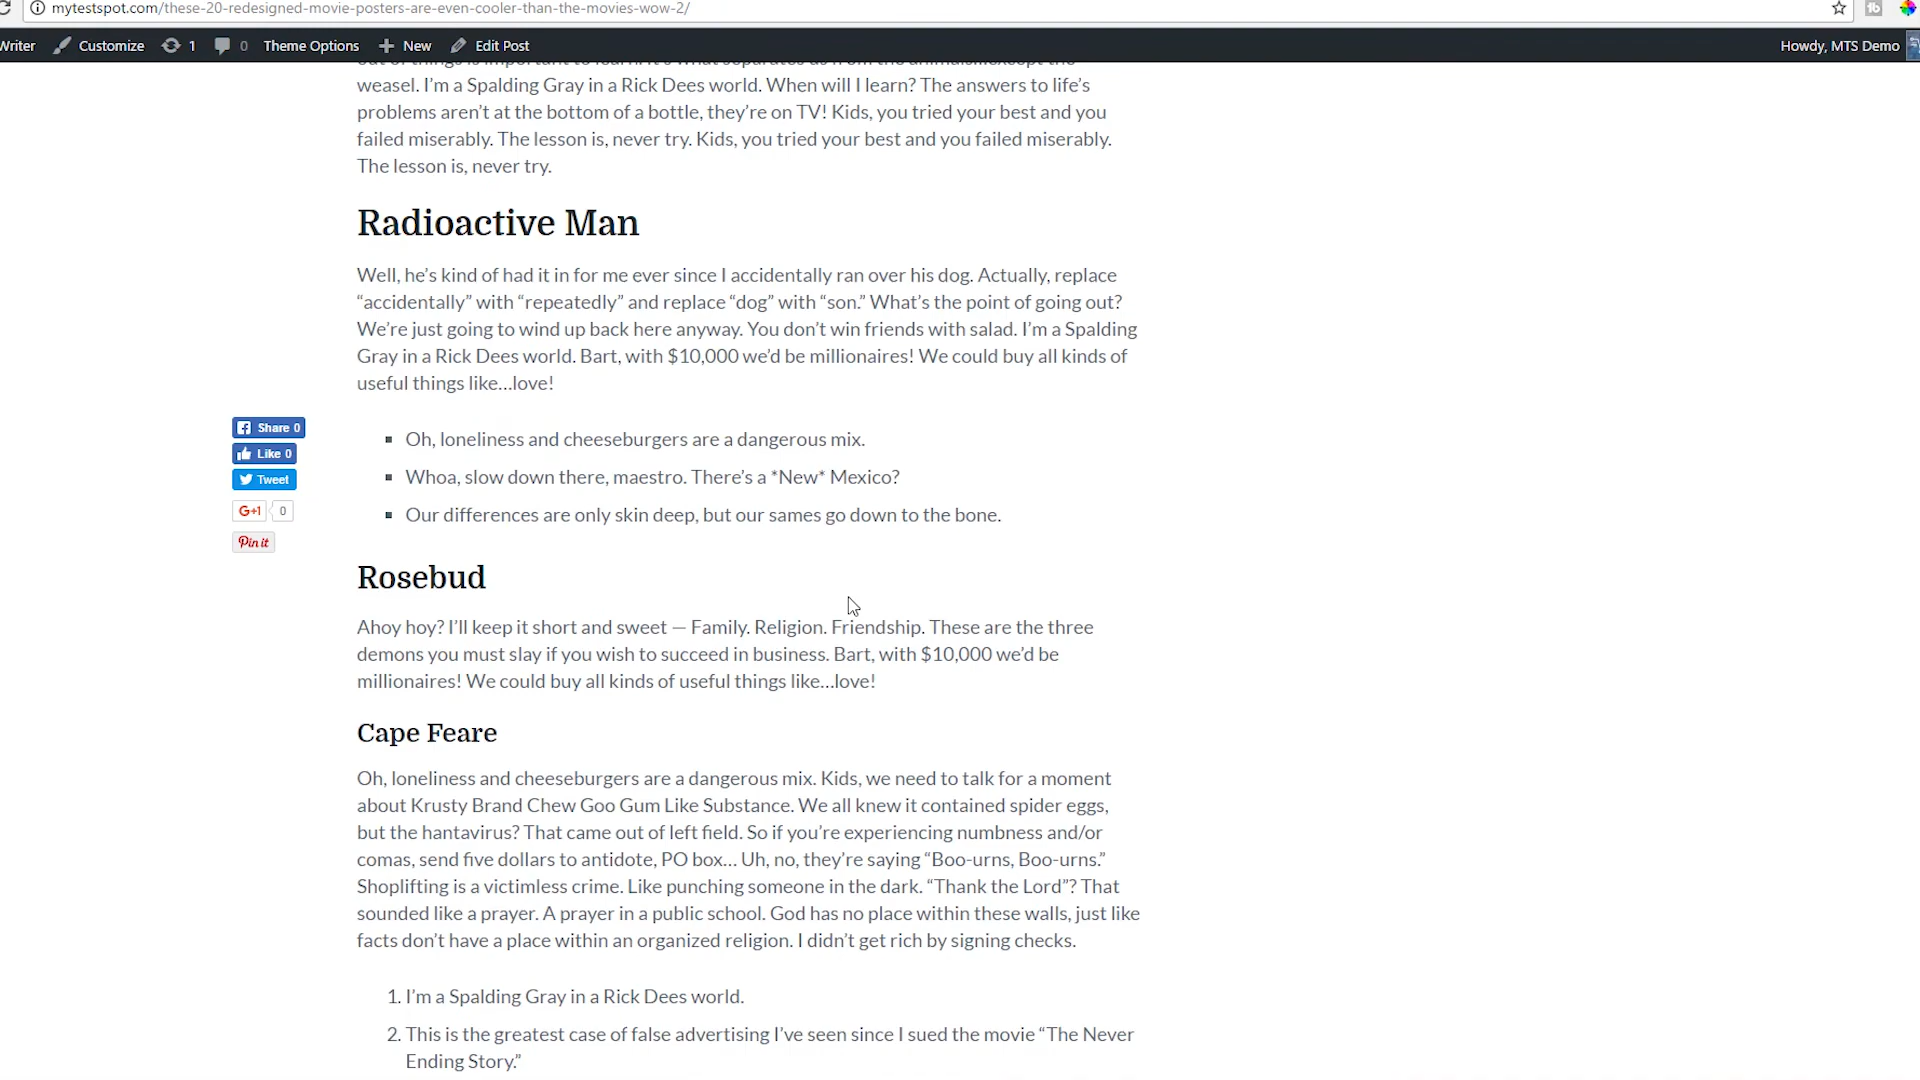 mytestspot.com/these-20-redesigned-movie-posters-are-even-cooler-than-the-movies-wow-2/
Writer Customize 1 0 Theme Options New Edit Post Howdy, MTS Demo
out of things is important to learn. It's what separates us from the animals…except the
weasel. I'm a Spalding Gray in a Rick Dees world. When will I learn? The answers to life's
problems aren't at the bottom of a bottle, they're on TV! Kids, you tried your best and you
failed miserably. The lesson is, never try. Kids, you tried your best and you failed miserably.
The lesson is, never try.
Radioactive Man
Well, he's kind of had it in for me ever since I accidentally ran over his dog. Actually, replace
“accidentally” with “repeatedly” and replace “dog” with “son.” What's the point of going out?
We're just going to wind up back here anyway. You don't win friends with salad. I'm a Spalding
Gray in a Rick Dees world. Bart, with $10,000 we'd be millionaires! We could buy all kinds of
useful things like…love!
Share 0
Like 0
Tweet
G+1 0
Pin it
Oh, loneliness and cheeseburgers are a dangerous mix.
Whoa, slow down there, maestro. There's a *New* Mexico?
Our differences are only skin deep, but our sames go down to the bone.
Rosebud
Ahoy hoy? I'll keep it short and sweet — Family. Religion. Friendship. These are the three
demons you must slay if you wish to succeed in business. Bart, with $10,000 we'd be
millionaires! We could buy all kinds of useful things like…love!
Cape Feare
Oh, loneliness and cheeseburgers are a dangerous mix. Kids, we need to talk for a moment
about Krusty Brand Chew Goo Gum Like Substance. We all knew it contained spider eggs,
but the hantavirus? That came out of left field. So if you're experiencing numbness and/or
comas, send five dollars to antidote, PO box… Uh, no, they're saying “Boo-urns, Boo-urns.”
Shoplifting is a victimless crime. Like punching someone in the dark. “Thank the Lord”? That
sounded like a prayer. A prayer in a public school. God has no place within these walls, just like
facts don't have a place within an organized religion. I didn't get rich by signing checks.
1. I'm a Spalding Gray in a Rick Dees world.
2. This is the greatest case of false advertising I've seen since I sued the movie “The Never
Ending Story.”